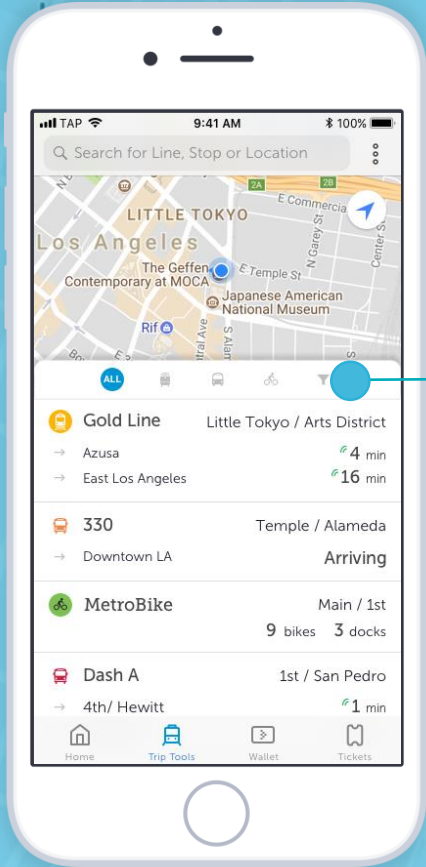 TAP 9:41 AM 100%
Search for Line, Stop or Location
2A 2B
E Commercial
LITTLE TOKYO
N Garey St
Center St
Los Angeles
The Geffen
Contemporary at MOCA
E Temple St
Japanese American
National Museum
Rif
ALL
Gold Line Little Tokyo / Arts District
Azusa 4 min
East Los Angeles 16 min
330 Temple / Alameda
Downtown LA Arriving
MetroBike Main / 1st
9 bikes 3 docks
Dash A 1st / San Pedro
4th/ Hewitt 1 min
Home Trip Tools Wallet Tickets